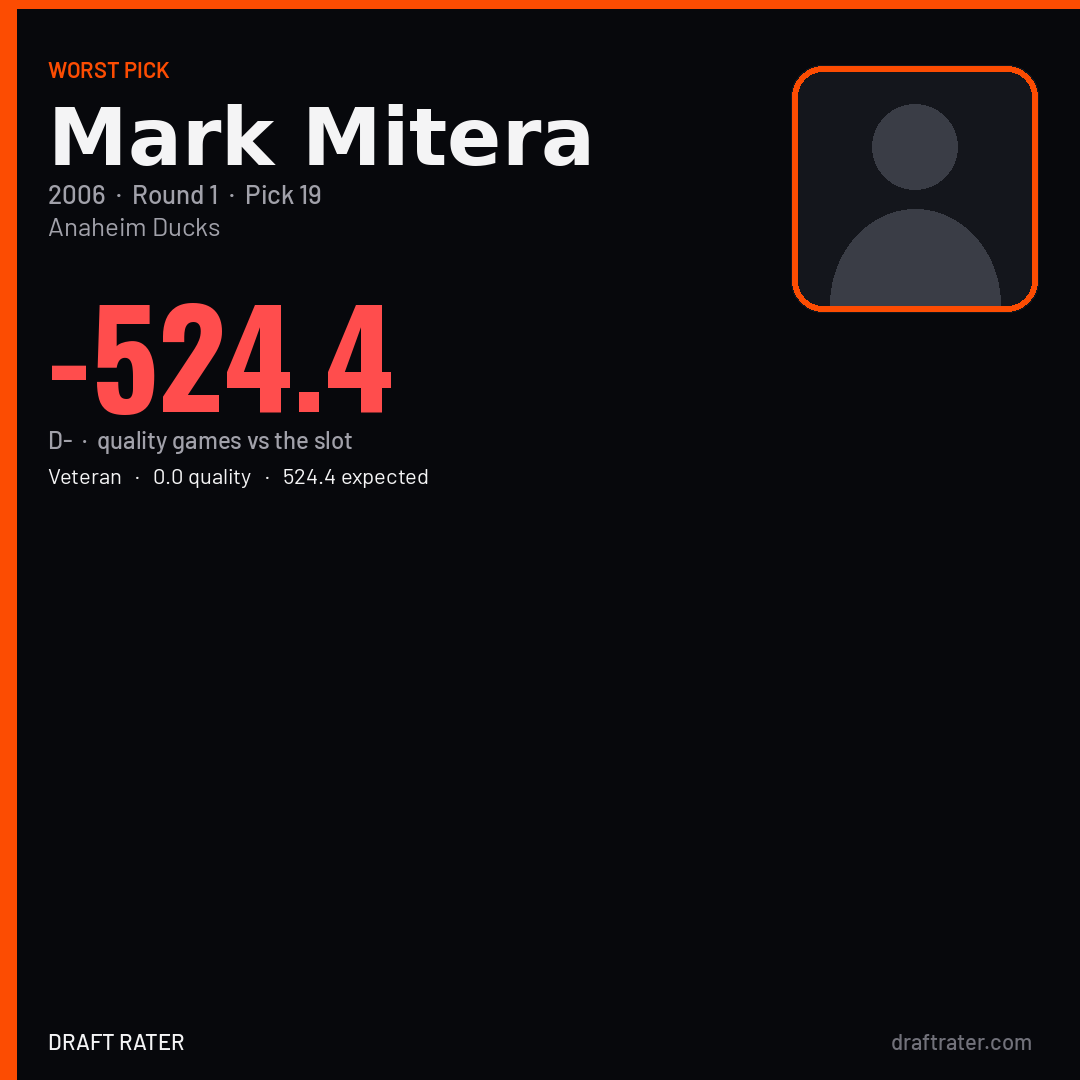 WORST PICK
Mark Mitera
2006 · Round 1 · Pick 19
Anaheim Ducks
-524.4
D- · quality games vs the slot
Veteran · 0.0 quality · 524.4 expected
DRAFT RATER
draftrater.com